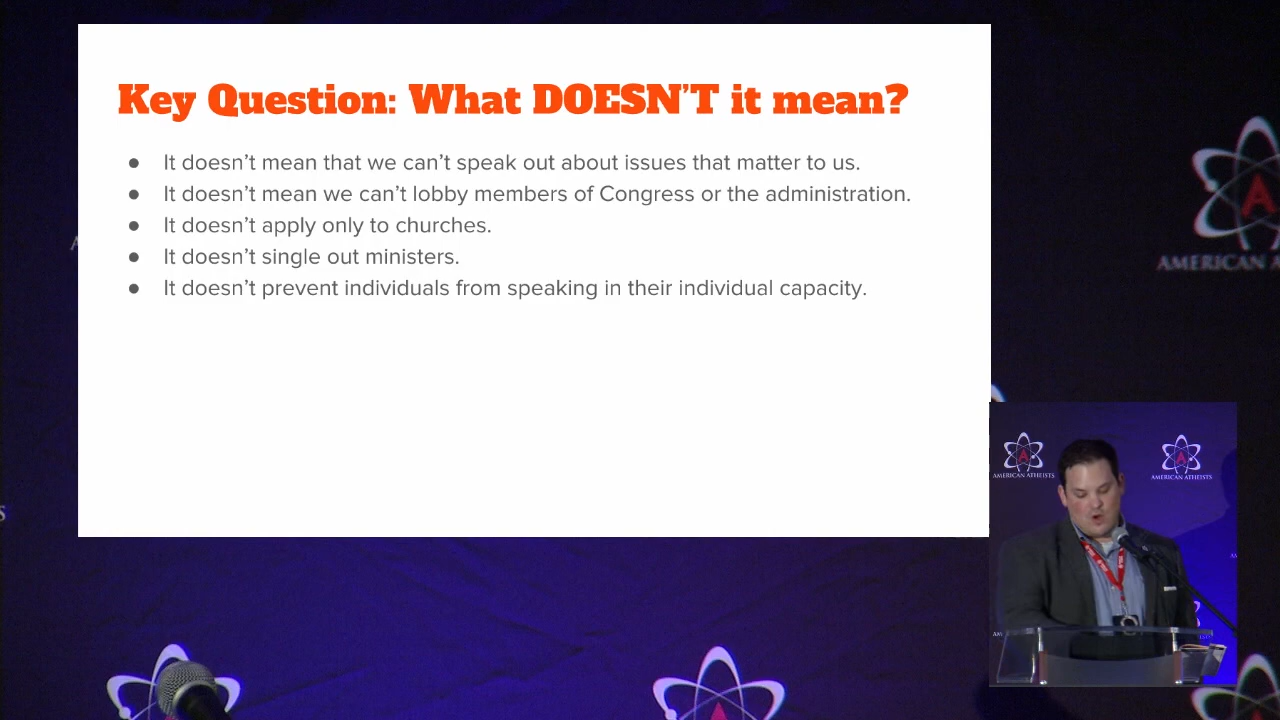 Key Question: What DOESN'T it mean?
● It doesn't mean that we can't speak out about issues that matter to us.
● It doesn't mean we can't lobby members of Congress or the administration.
● It doesn't apply only to churches.
● It doesn't single out ministers.
● It doesn't prevent individuals from speaking in their individual capacity.
A
AMERICAN
A
AMERICAN ATHEISTS
A
AMERICAN ATHEISTS